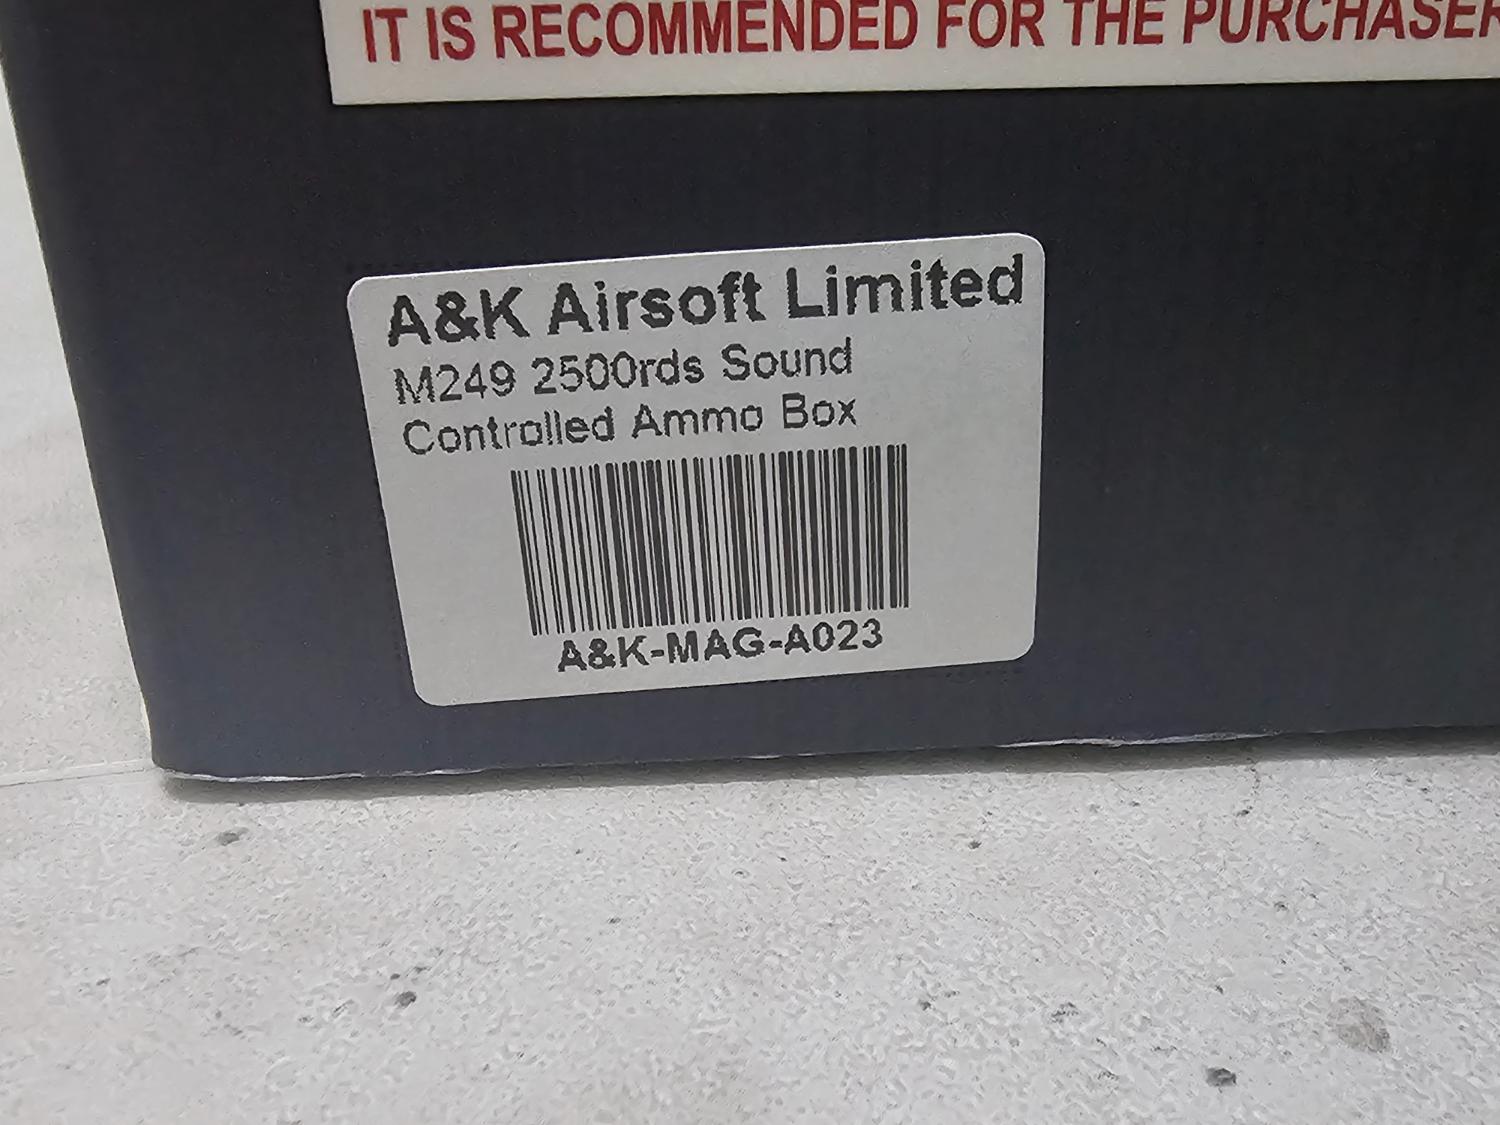 IT IS RECOMMENDED FOR THE PURCHASER
A&K Airsoft Limited
M249 2500rds Sound
Controlled Ammo Box
A&K-MAG-A023